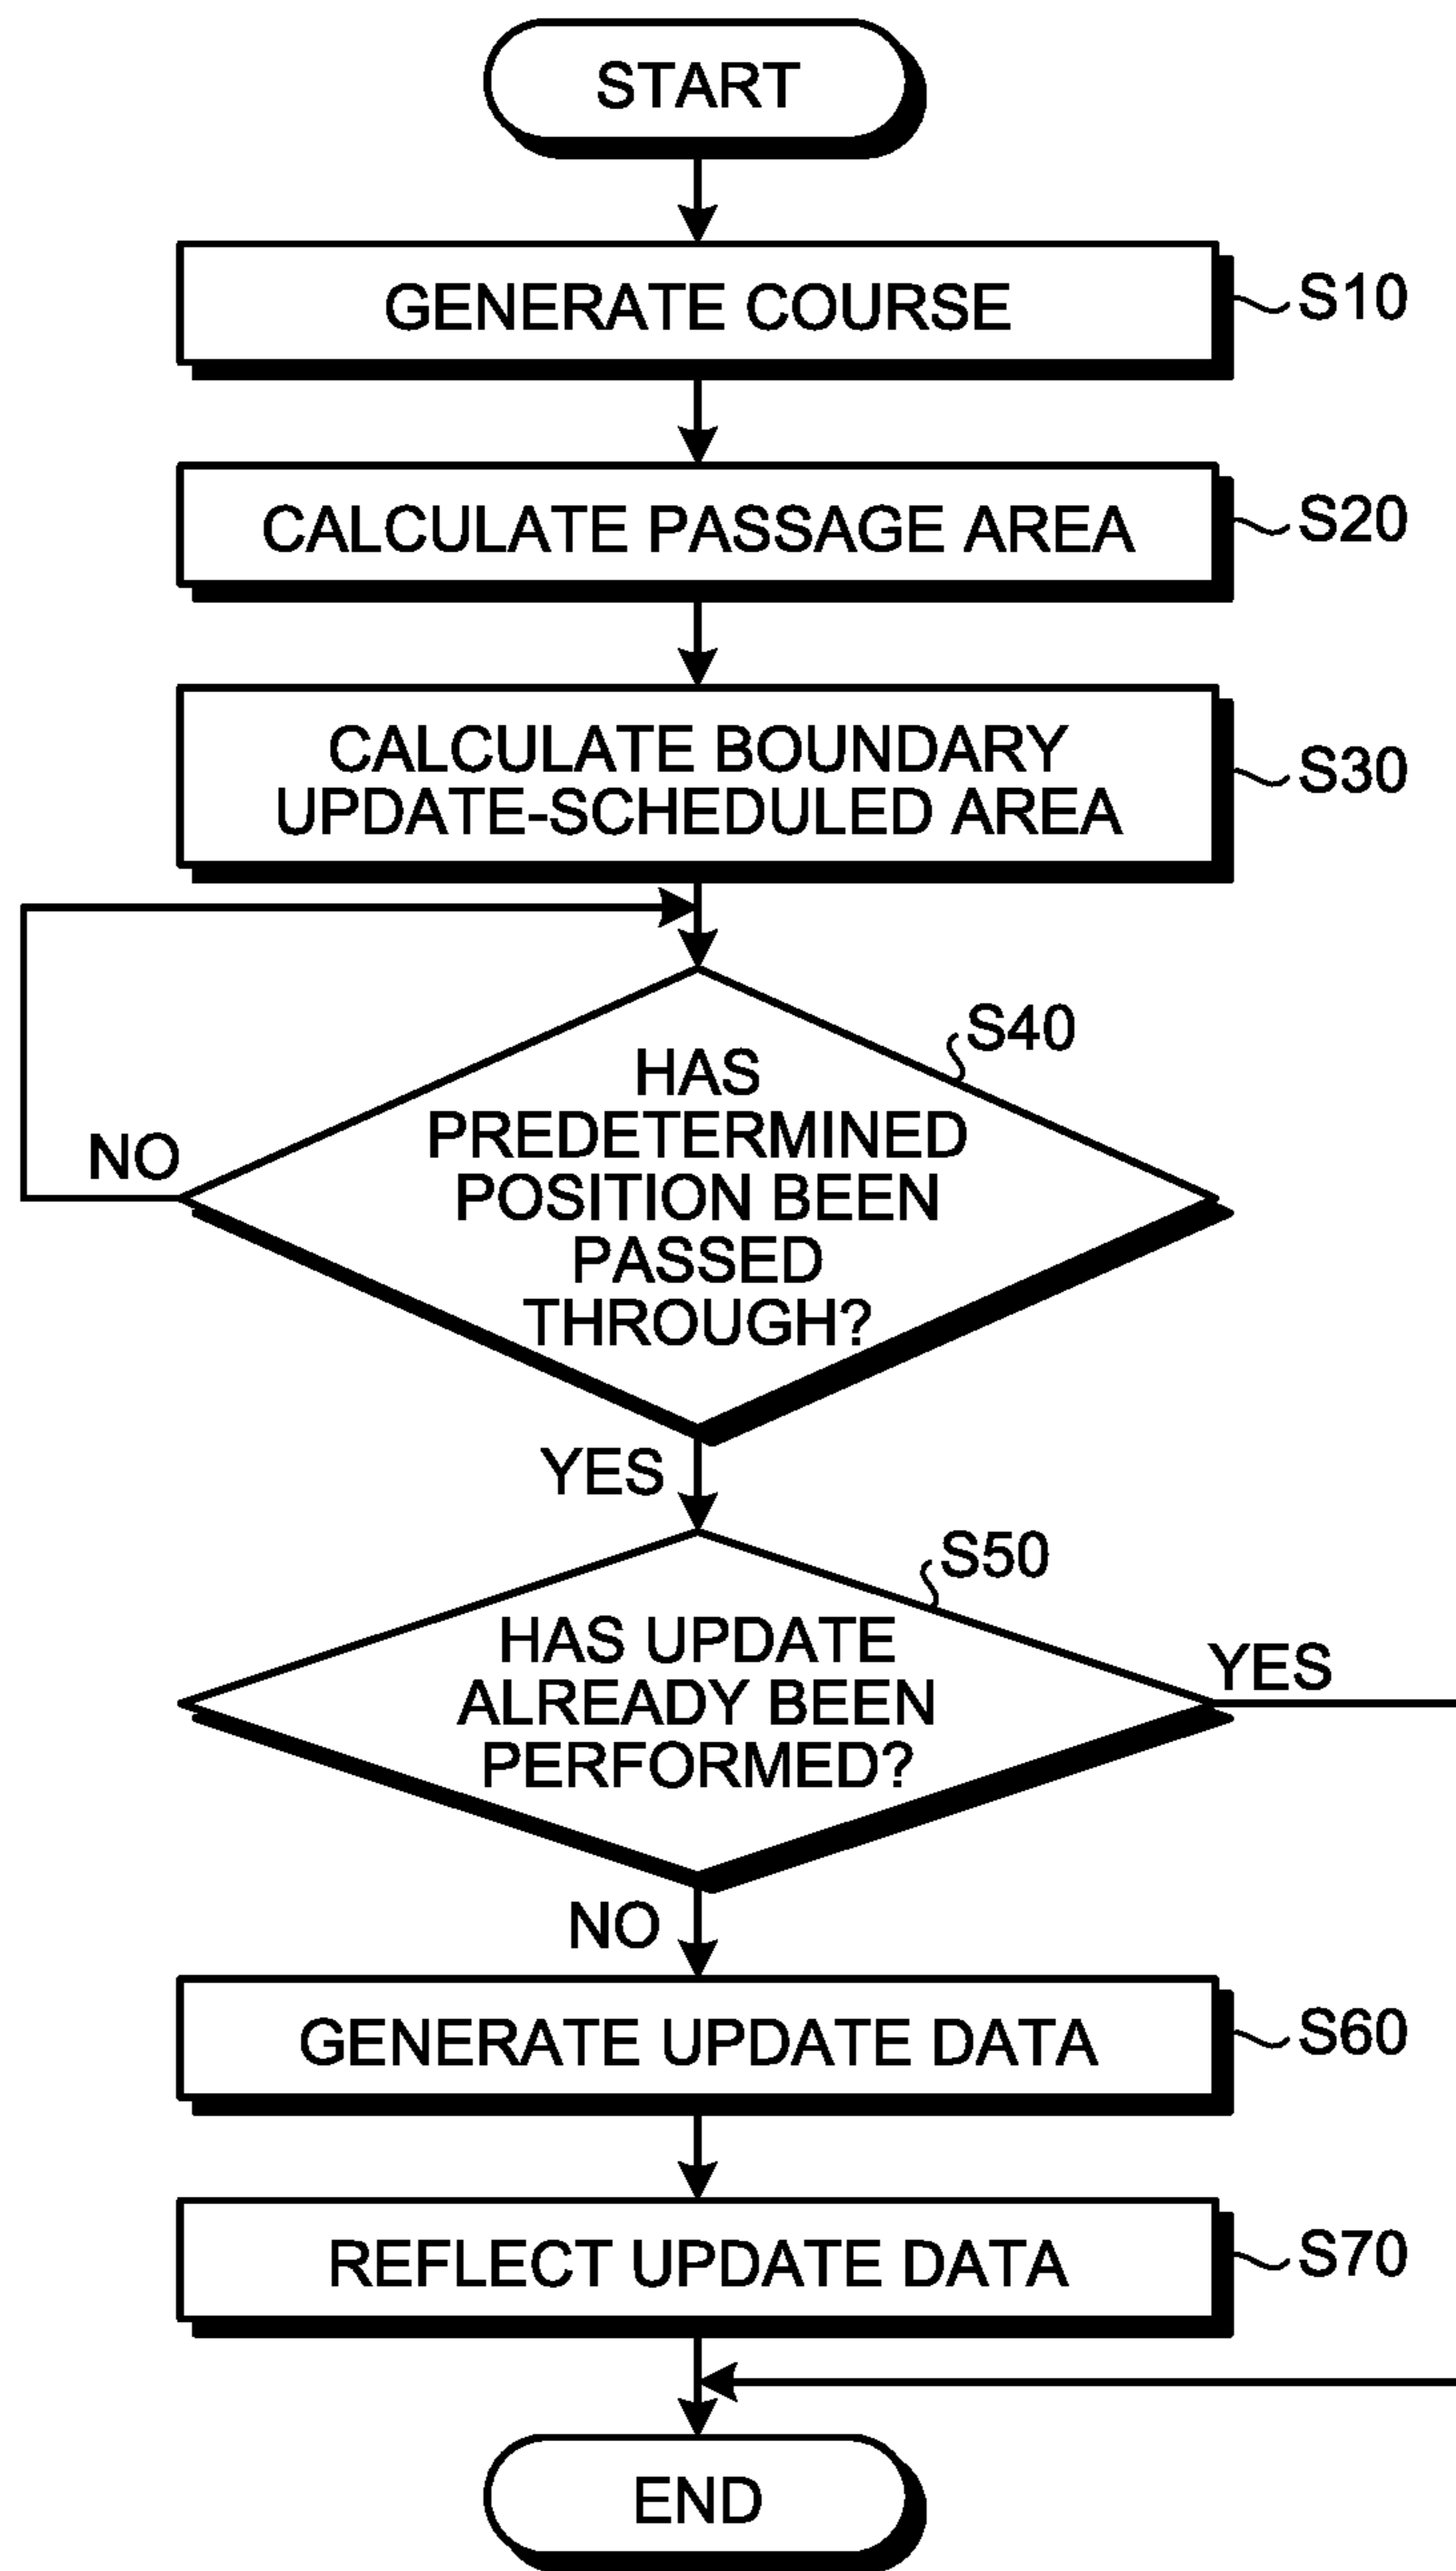 START
GENERATE COURSE
S10
CALCULATE PASSAGE AREA
S20
CALCULATE BOUNDARY
UPDATE-SCHEDULED AREA
S30
S40
HAS
PREDETERMINED
POSITION BEEN
PASSED
THROUGH?
NO
YES
S50
HAS UPDATE
ALREADY BEEN
PERFORMED?
YES
NO
GENERATE UPDATE DATA
S60
REFLECT UPDATE DATA
S70
END